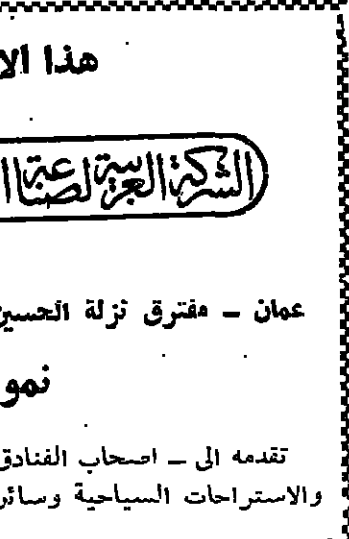 هذا الا
الشركة العربية لصناعة ا
عمان – مفترق نزلة الحسين
نمو
تقدمه الى – اصحاب الفنادق
والاستراحات السياحية وسائر